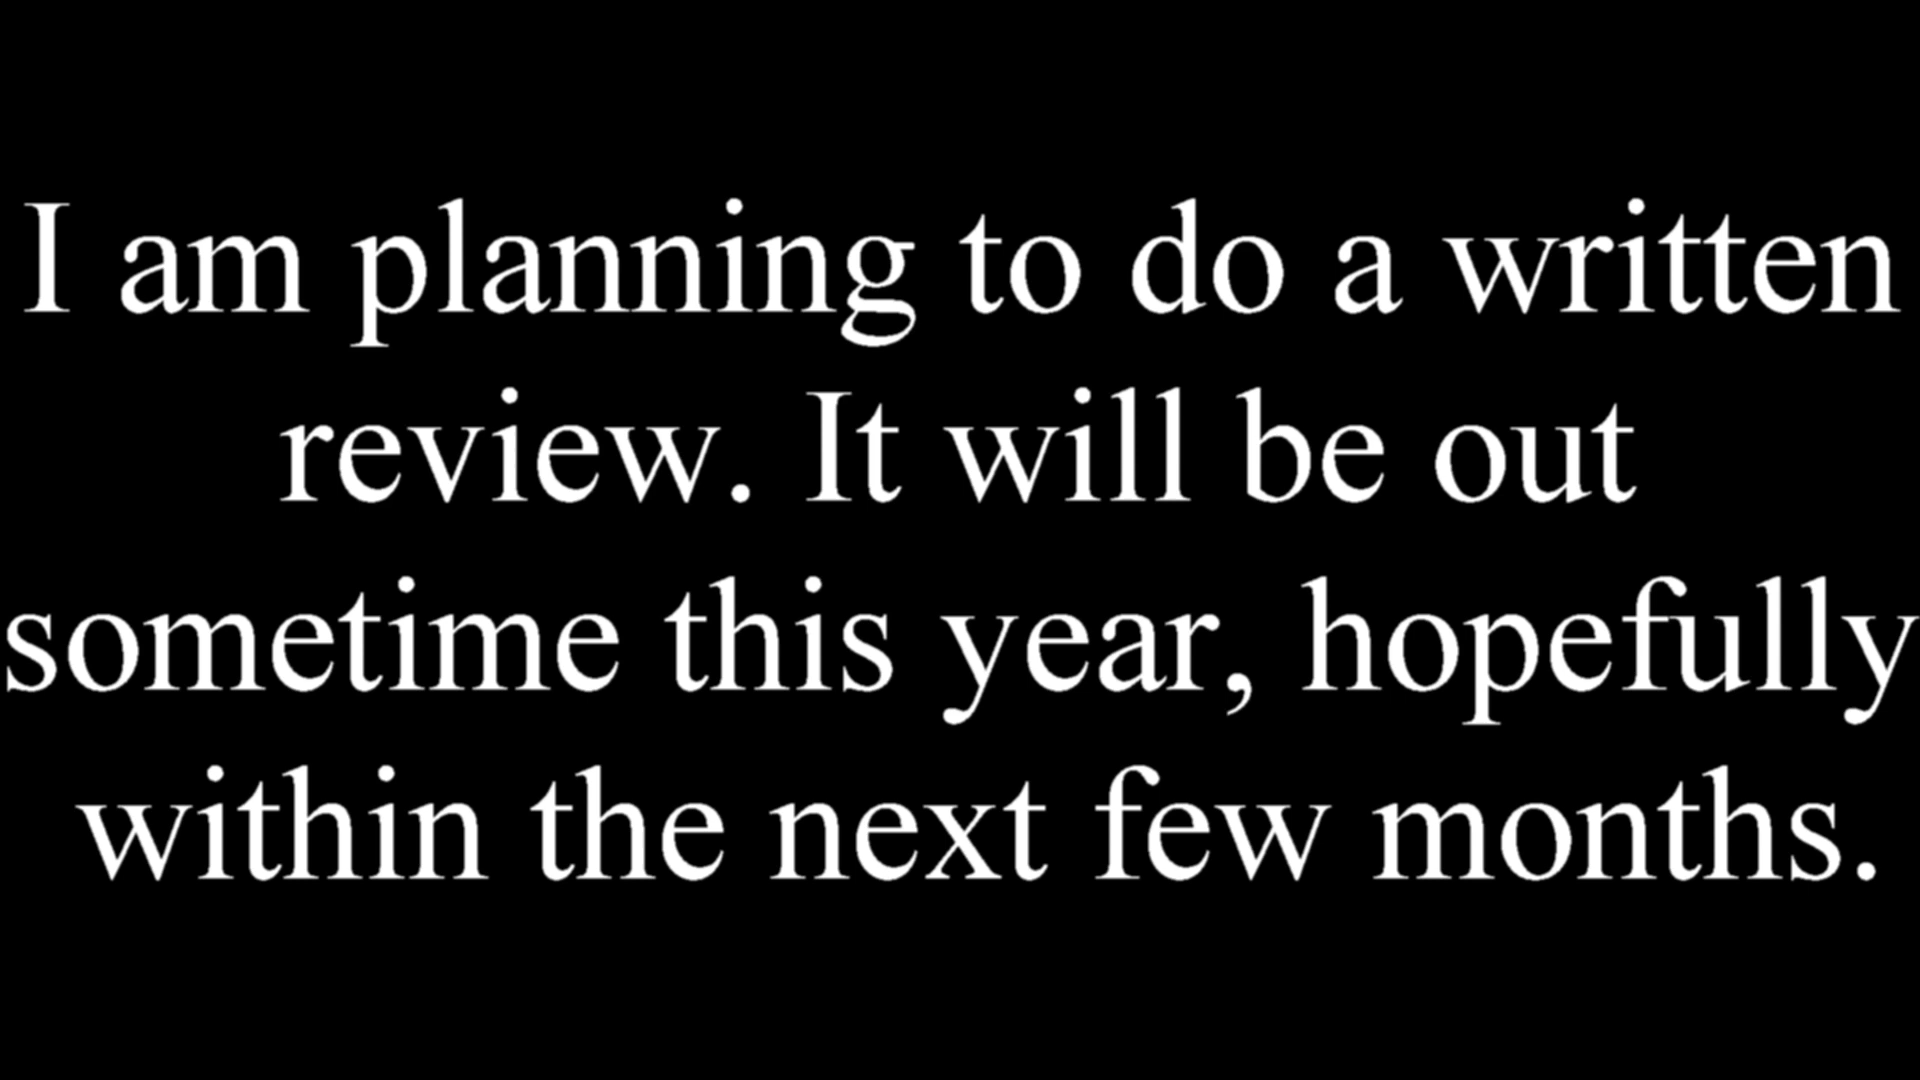 I am planning to do a written
review. It will be out
sometime this year, hopefully
within the next few months.